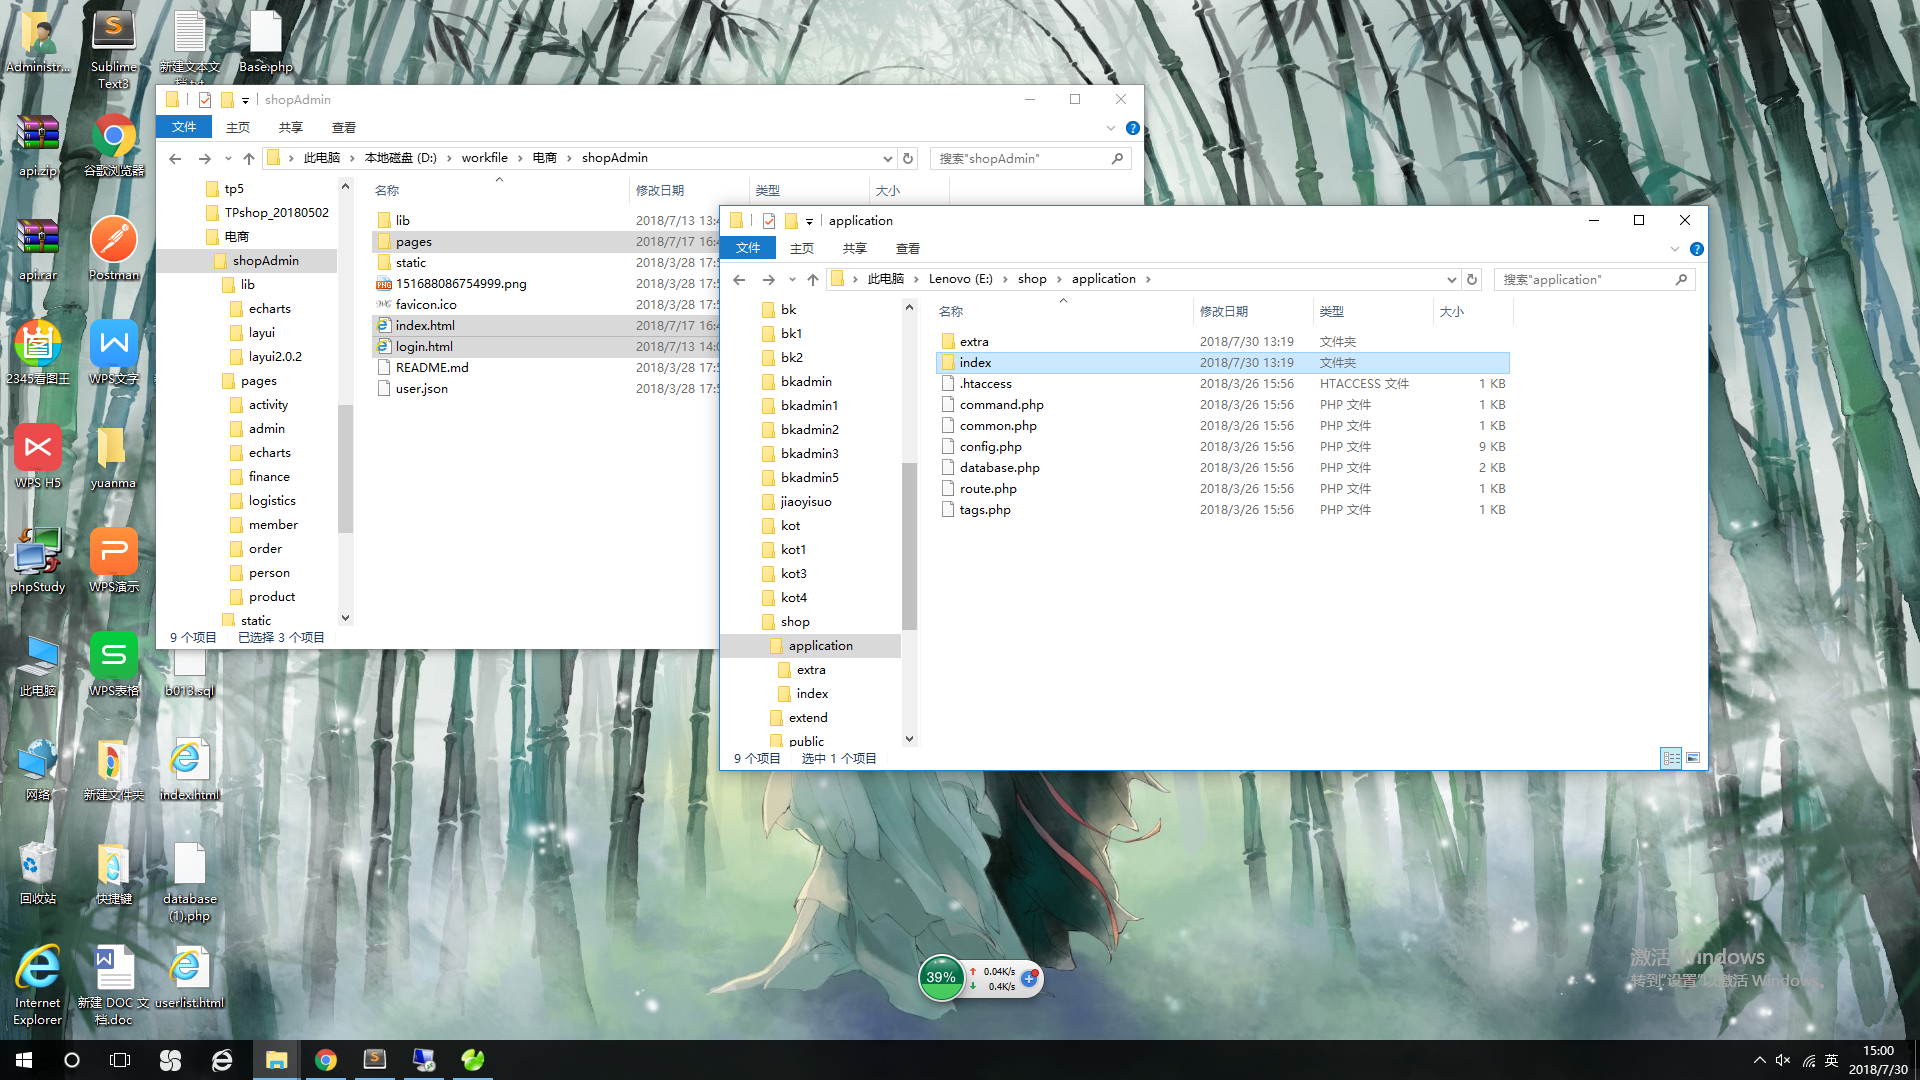 Administr...
Sublime
Text3
新建文本文
档.txt
Base.php
api.zip
谷歌浏览器
api.rar
Postman
2345看图王
WPS文字
WPS H5
yuanma
phpStudy
WPS演示
此电脑
WPS表格
b013.sql
网络
新建文件夹
index.html
回收站
快捷键
database
(1).php
Internet
Explorer
新建 DOC 文
档.doc
userlist.html
shopAdmin
文件
主页
共享
查看
此电脑 › 本地磁盘 (D:) › workfile › 电商 › shopAdmin
搜索"shopAdmin"
tp5
TPshop_20180502
电商
shopAdmin
lib
echarts
layui
layui2.0.2
pages
activity
admin
echarts
finance
logistics
member
order
person
product
static
名称 修改日期 类型 大小
lib 2018/7/13 13:4
pages 2018/7/17 16:4
static 2018/3/28 17:5
151688086754999.png 2018/3/28 17:5
favicon.ico 2018/3/28 17:5
index.html 2018/7/17 16:4
login.html 2018/7/13 14:0
README.md 2018/3/28 17:5
user.json 2018/3/28 17:5
9 个项目 已选择 3 个项目
application
文件
主页
共享
查看
此电脑 › Lenovo (E:) › shop › application ›
搜索"application"
bk
bk1
bk2
bkadmin
bkadmin1
bkadmin2
bkadmin3
bkadmin5
jiaoyisuo
kot
kot1
kot3
kot4
shop
application
extra
index
extend
public
名称 修改日期 类型 大小
extra 2018/7/30 13:19 文件夹
index 2018/7/30 13:19 文件夹
.htaccess 2018/3/26 15:56 HTACCESS 文件 1 KB
command.php 2018/3/26 15:56 PHP 文件 1 KB
common.php 2018/3/26 15:56 PHP 文件 1 KB
config.php 2018/3/26 15:56 PHP 文件 9 KB
database.php 2018/3/26 15:56 PHP 文件 2 KB
route.php 2018/3/26 15:56 PHP 文件 1 KB
tags.php 2018/3/26 15:56 PHP 文件 1 KB
9 个项目 选中 1 个项目
39%
0.04K/s
0.4K/s
激活 Windows
转到"设置"以激活 Windows。
英
15:00
2018/7/30